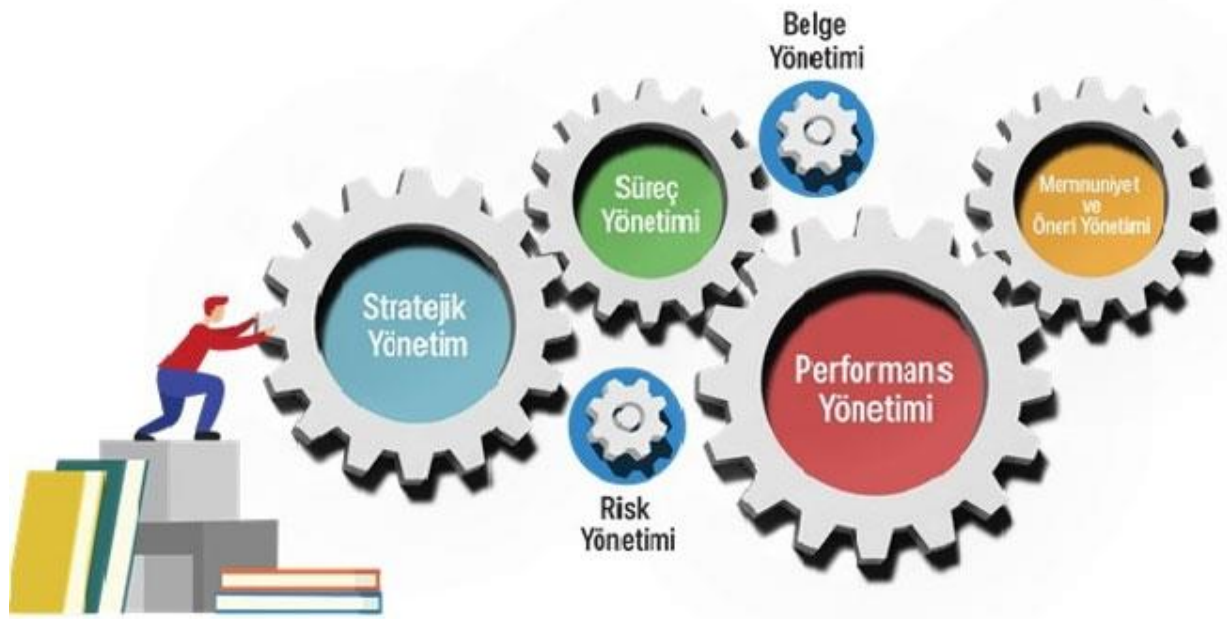 Belge
Yönetimi
Süreç
Yönetimi
Memnuniyet
ve
Öneri Yönetimi
Stratejik
Yönetim
Performans
Yönetimi
Risk
Yönetimi